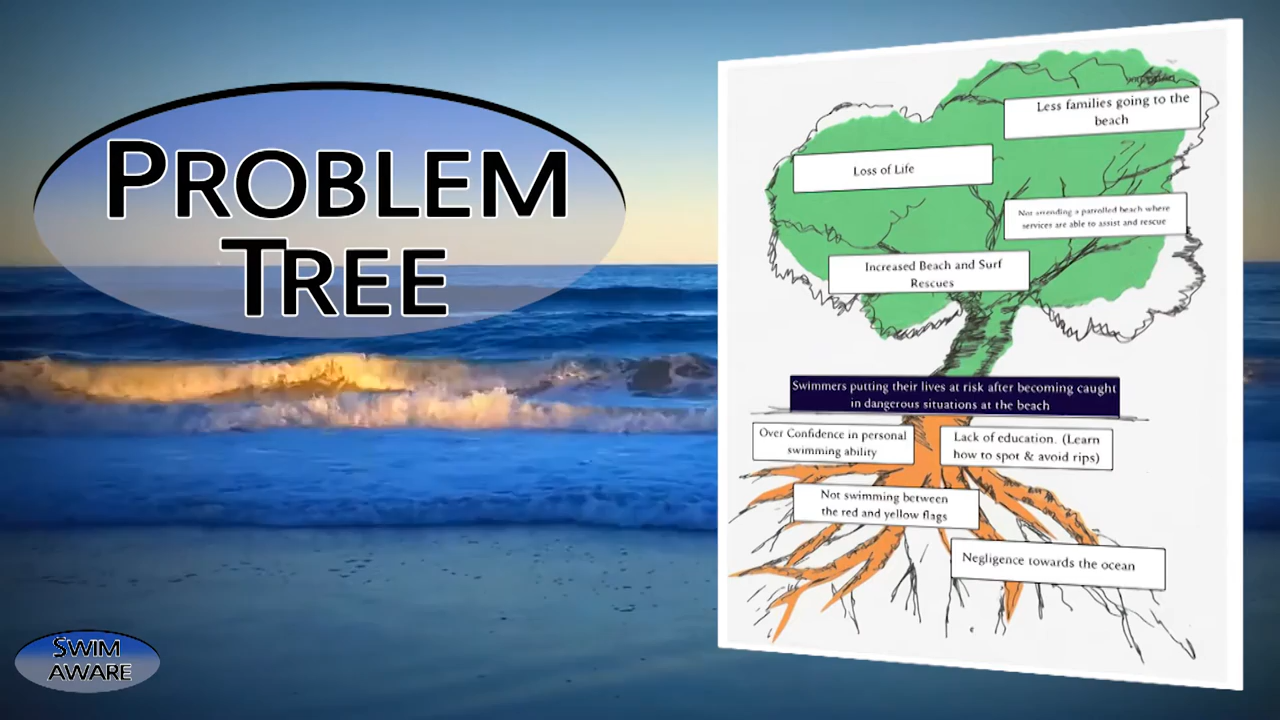 PROBLEM
TREE
Less families going to the
beach
Loss of Life
Not attending a patrolled beach where
services are able to assist and rescue
Increased Beach and Surf
Rescues
Swimmers putting their lives at risk after becoming caught
in dangerous situations at the beach
Over Confidence in personal
swimming ability
Lack of education. (Learn
how to spot & avoid rips)
Not swimming between
the red and yellow flags
Negligence towards the ocean
SWIM
AWARE